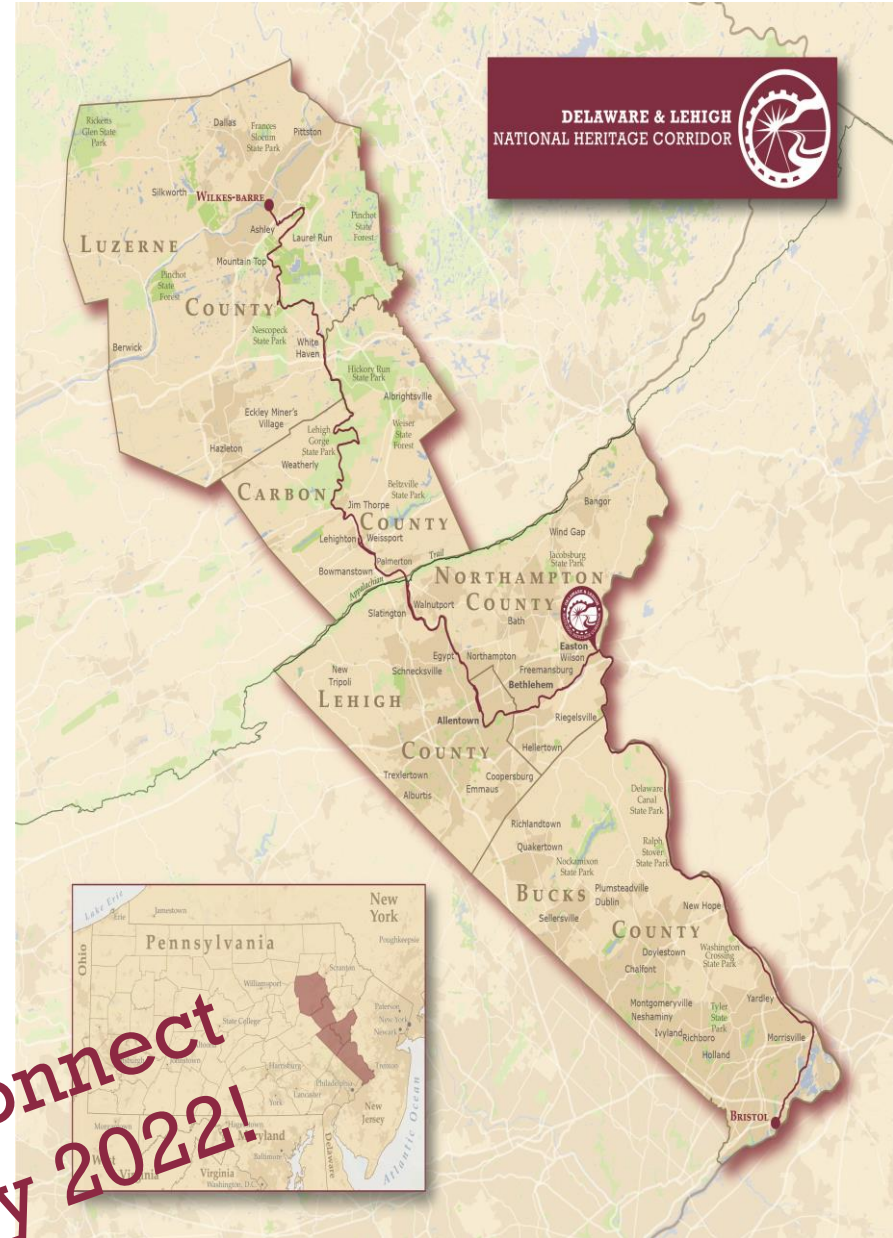 DELAWARE & LEHIGH
NATIONAL HERITAGE CORRIDOR
Ricketts
Glen State
Park
Dallas
Frances
Slocum
State Park
Pittston
Silkworth
WILKES-BARRE
Ashley
Laurel Run
Pinchot
State
Forest
LUZERNE
COUNTY
Mountain Top
Pinchot
State
Forest
Nescopeck
State Park
White
Haven
Berwick
Hickory Run
State Park
Albrightsville
Eckley Miner's
Village
Lehigh
Gorge
State Park
Weiser
State
Forest
Hazleton
Weatherly
CARBON
COUNTY
Beltzville
State Park
Jim Thorpe
Lehighton
Weissport
Bowmanstown
Palmerton
Appalachian
Trail
Bangor
Wind Gap
Jacobsburg
State Park
NORTHAMPTON
COUNTY
Slatington
Walnutport
Bath
Easton
Wilson
Egypt
Northampton
Freemansburg
Bethlehem
New
Tripoli
Schnecksville
LEHIGH
COUNTY
Allentown
Riegelsville
Hellertown
Trexlertown
Alburtis
Coopersburg
Emmaus
Delaware
Canal
State Park
Richlandtown
Quakertown
Ralph
Stover
State Park
Nockamixon
State Park
BUCKS
COUNTY
Plumsteadville
Dublin
New Hope
Sellersville
Doylestown
Washington
Crossing
State Park
Chalfont
Montgomeryville
Neshaminy
Tyler
State
Park
Yardley
Ivyland
Richboro
Morrisville
Holland
BRISTOL
Lake Erie
Erie
Jamestown
New
York
Ohio
Pennsylvania
Poughkeepsie
Scranton
Williamsport
Paterson
New York
Newark
State College
Harrisburg
Trenton
Philadelphia
Lancaster
York
New
Jersey
Maryland
Baltimore
Delaware
Atlantic Ocean
West
Virginia
Virginia
Washington, D.C.
onnect
y 2022!